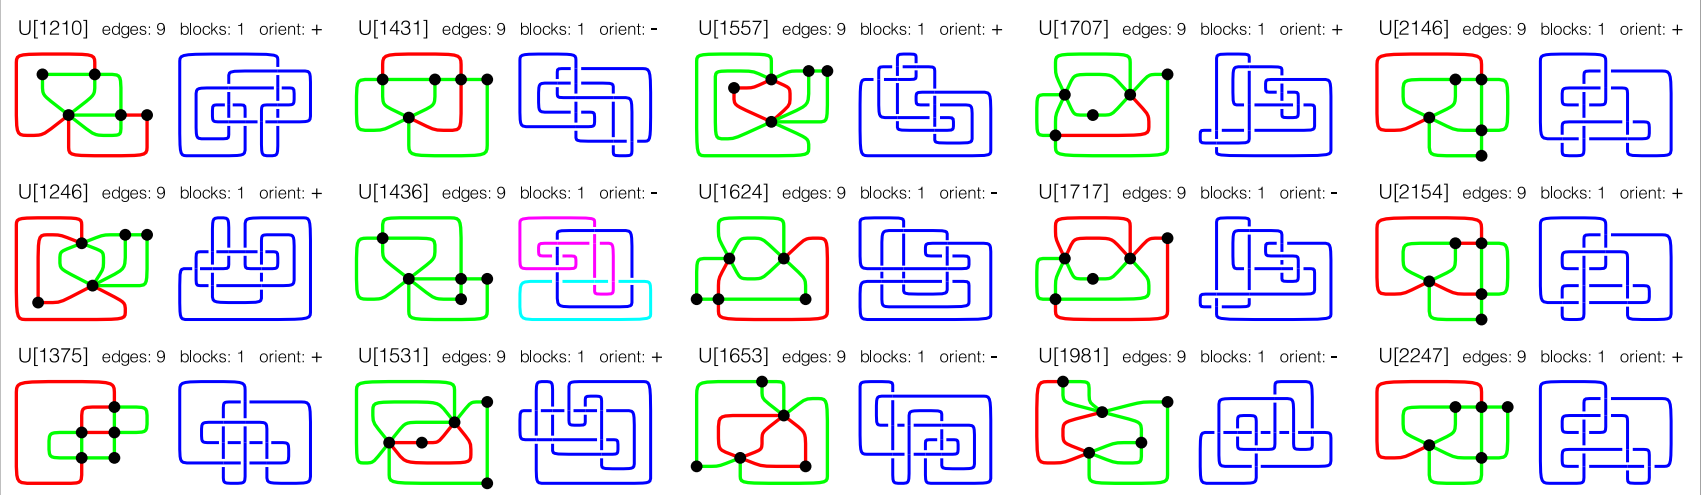 U[1210] edges: 9 blocks: 1 orient: + U[1431] edges: 9 blocks: 1 orient: - U[1557] edges: 9 blocks: 1 orient: + U[1707] edges: 9 blocks: 1 orient: + U[2146] edges: 9 blocks: 1 orient: +
U[1246] edges: 9 blocks: 1 orient: + U[1436] edges: 9 blocks: 1 orient: - U[1624] edges: 9 blocks: 1 orient: - U[1717] edges: 9 blocks: 1 orient: - U[2154] edges: 9 blocks: 1 orient: +
U[1375] edges: 9 blocks: 1 orient: + U[1531] edges: 9 blocks: 1 orient: + U[1653] edges: 9 blocks: 1 orient: - U[1981] edges: 9 blocks: 1 orient: - U[2247] edges: 9 blocks: 1 orient: +